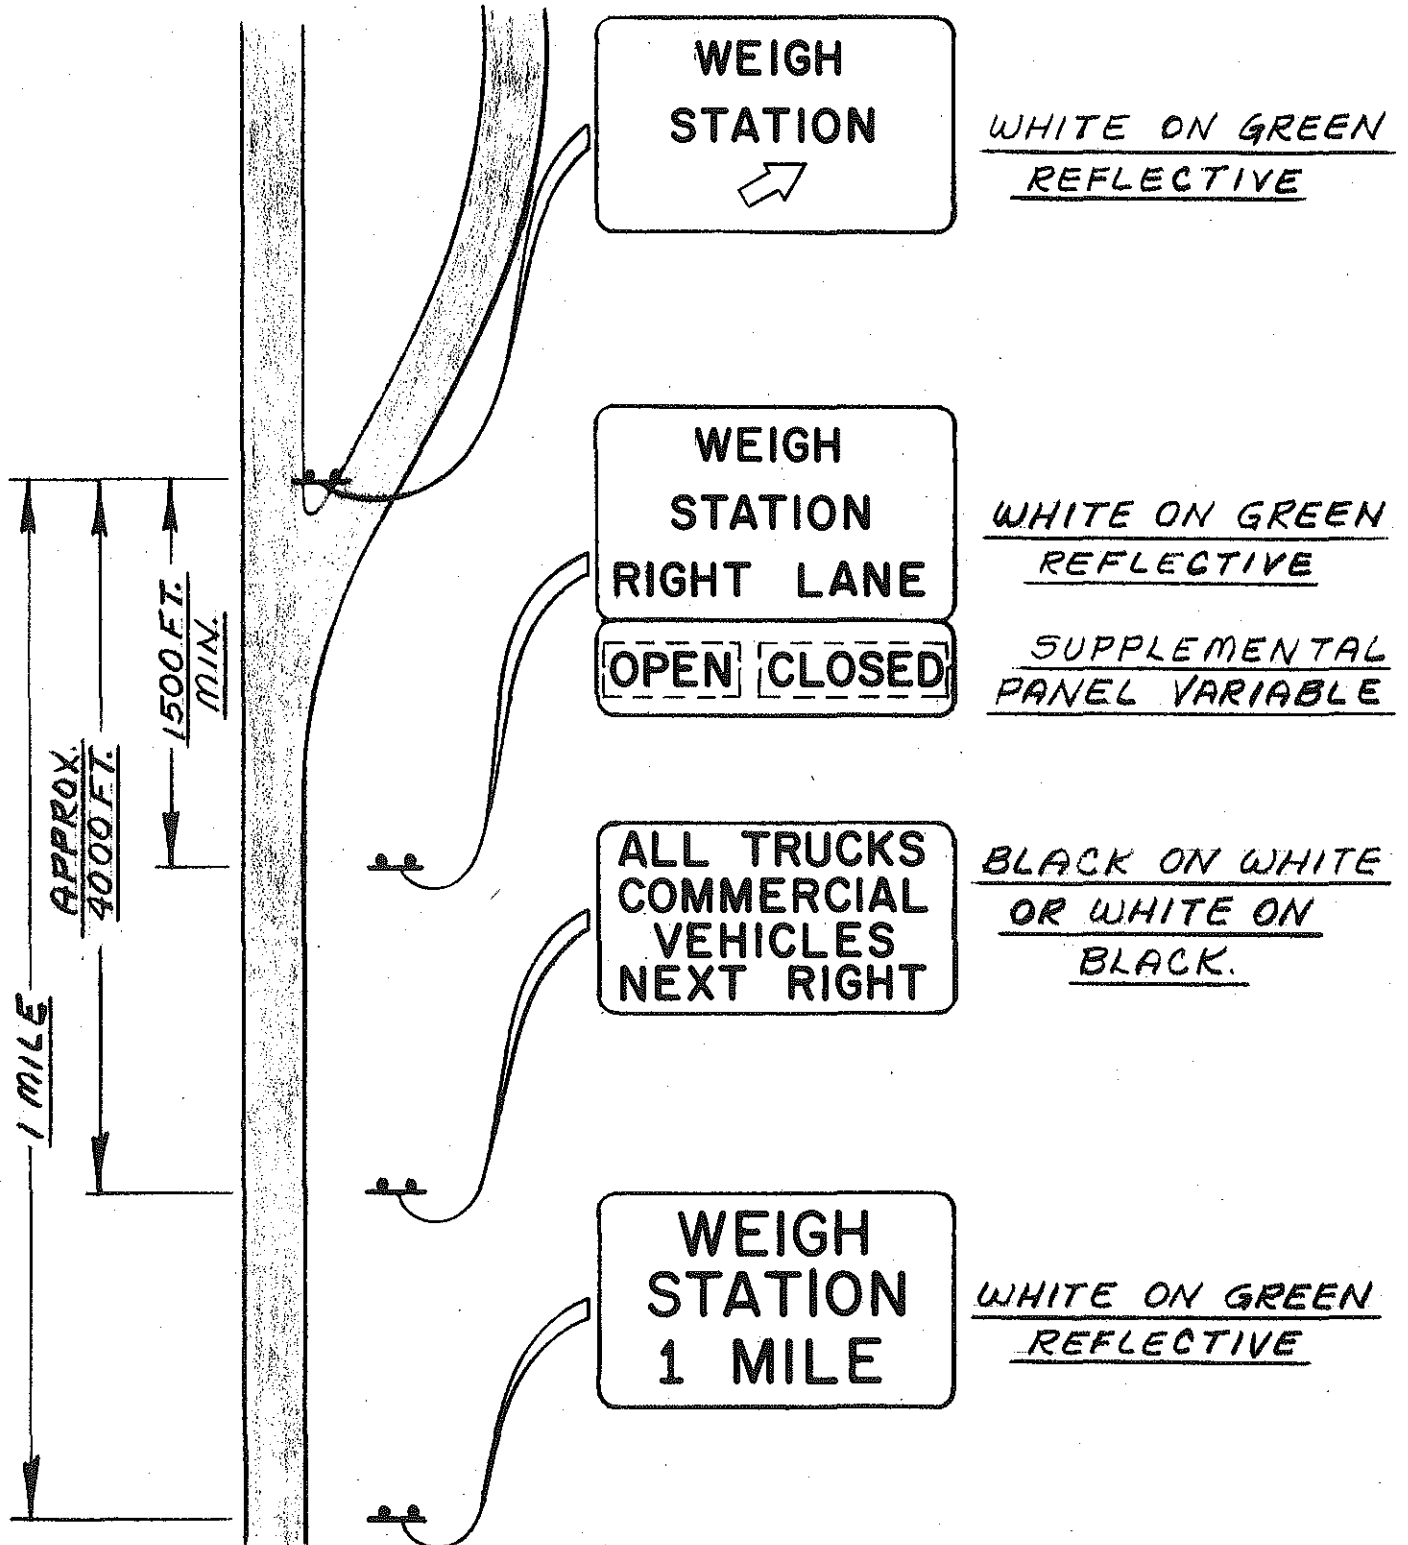 WEIGH
STATION
WHITE ON GREEN
REFLECTIVE
WEIGH
STATION
RIGHT LANE
OPEN CLOSED
WHITE ON GREEN
REFLECTIVE
SUPPLEMENTAL
PANEL VARIABLE
1500 FT.
MIN.
APPROX.
4000 FT.
1 MILE
ALL TRUCKS
COMMERCIAL
VEHICLES
NEXT RIGHT
BLACK ON WHITE
OR WHITE ON
BLACK.
WEIGH
STATION
1 MILE
WHITE ON GREEN
REFLECTIVE